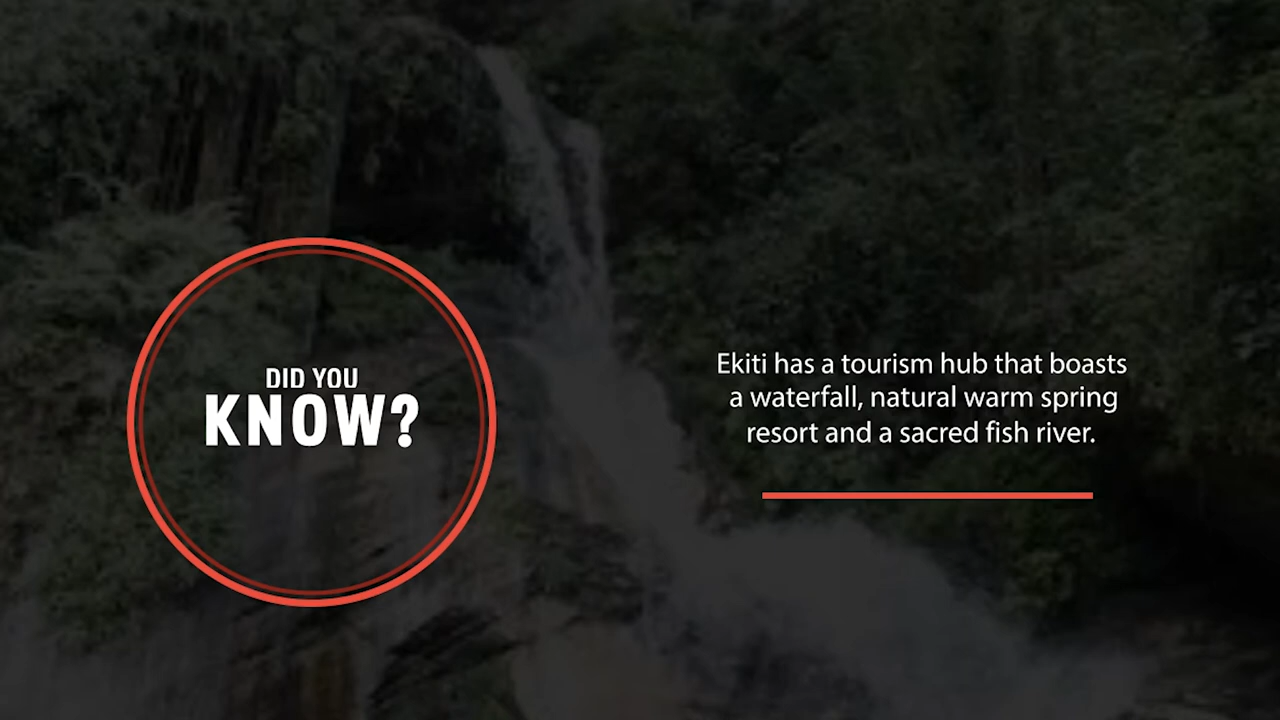 DID YOU
KNOW?
Ekiti has a tourism hub that boasts
a waterfall, natural warm spring
resort and a sacred fish river.